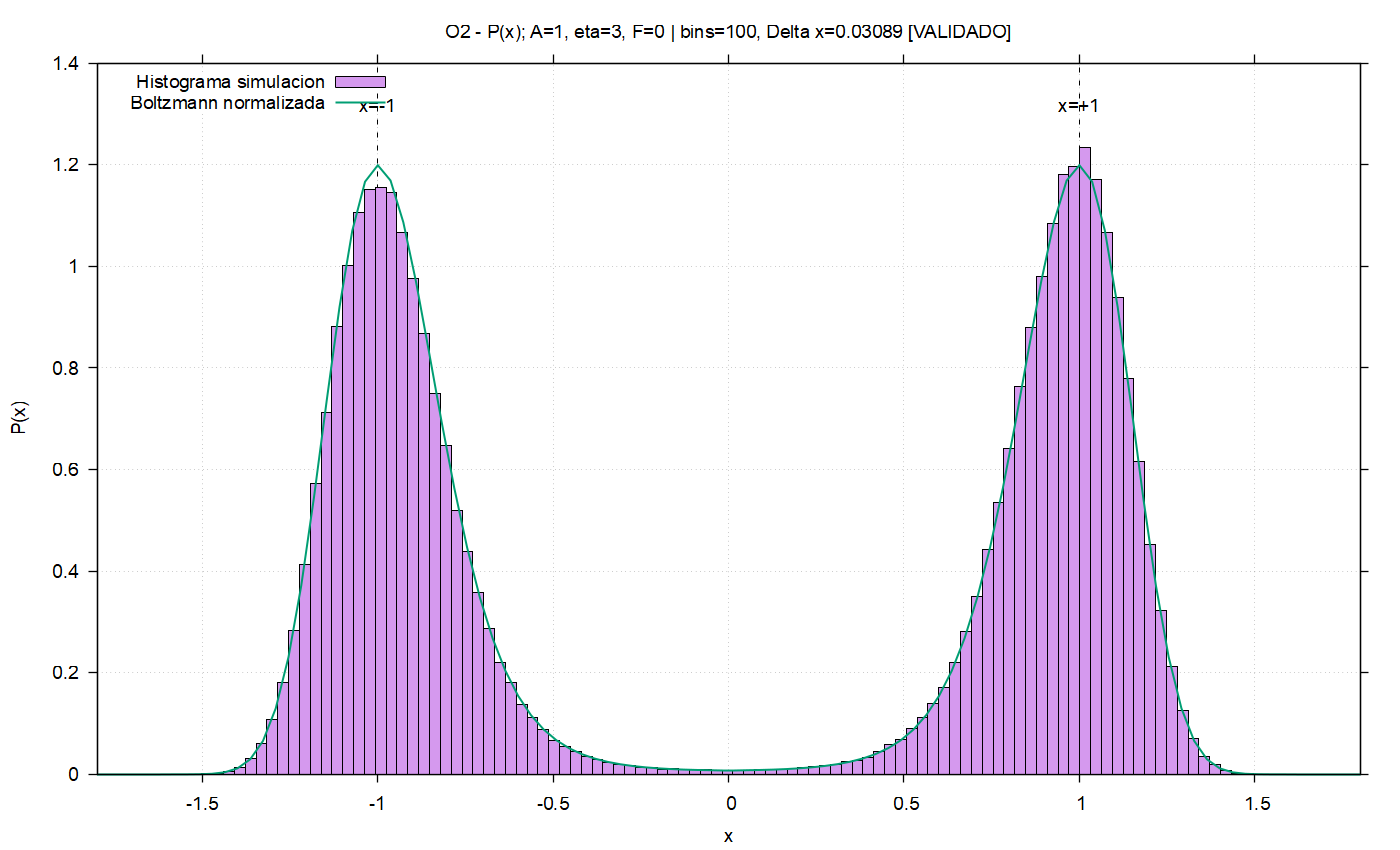 O2 - P(x); A=1, eta=3, F=0 | bins=100, Delta x=0.03089 [VALIDADO]
Histograma simulacion
Boltzmann normalizada
x=-1
x=+1
P(x)
1.4
1.2
1
0.8
0.6
0.4
0.2
0
-1.5
-1
-0.5
0
0.5
1
1.5
x